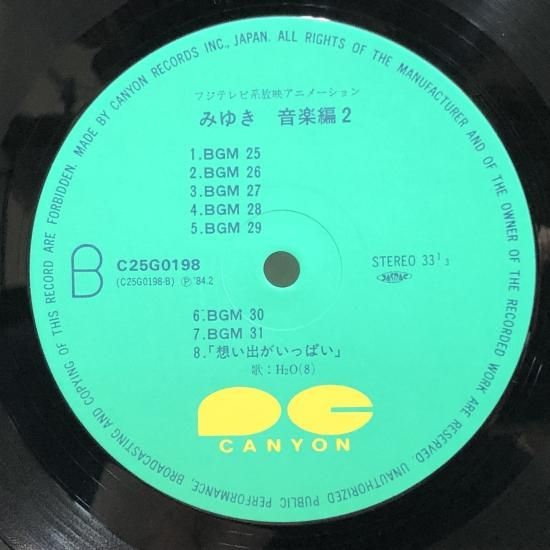 MADE BY CANYON RECORDS INC., JAPAN. ALL RIGHTS OF THE MANUFACTURER AND OF THE OWNER OF THE RECORDED WORK ARE RESERVED. UNAUTHORIZED PUBLIC PERFORMANCE, BROADCASTING AND COPYING OF THIS RECORD ARE FORBIDDEN.
フジテレビ系放映アニメーション
みゆき 音楽編2
1.BGM 25
2.BGM 26
3.BGM 27
4.BGM 28
5.BGM 29
B
C25G0198
(C25G0198-B) Ⓟ '84.2
STEREO 33 1/3
6.BGM 30
7.BGM 31
8.「想い出がいっぱい」
歌:H₂O(8)
CANYON